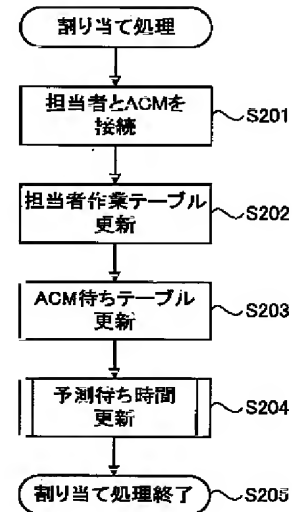 割り当て処理
担当者とACMを
接続
S201
担当者作業テーブル
更新
S202
ACM待ちテーブル
更新
S203
予測待ち時間
更新
S204
割り当て処理終了
S205